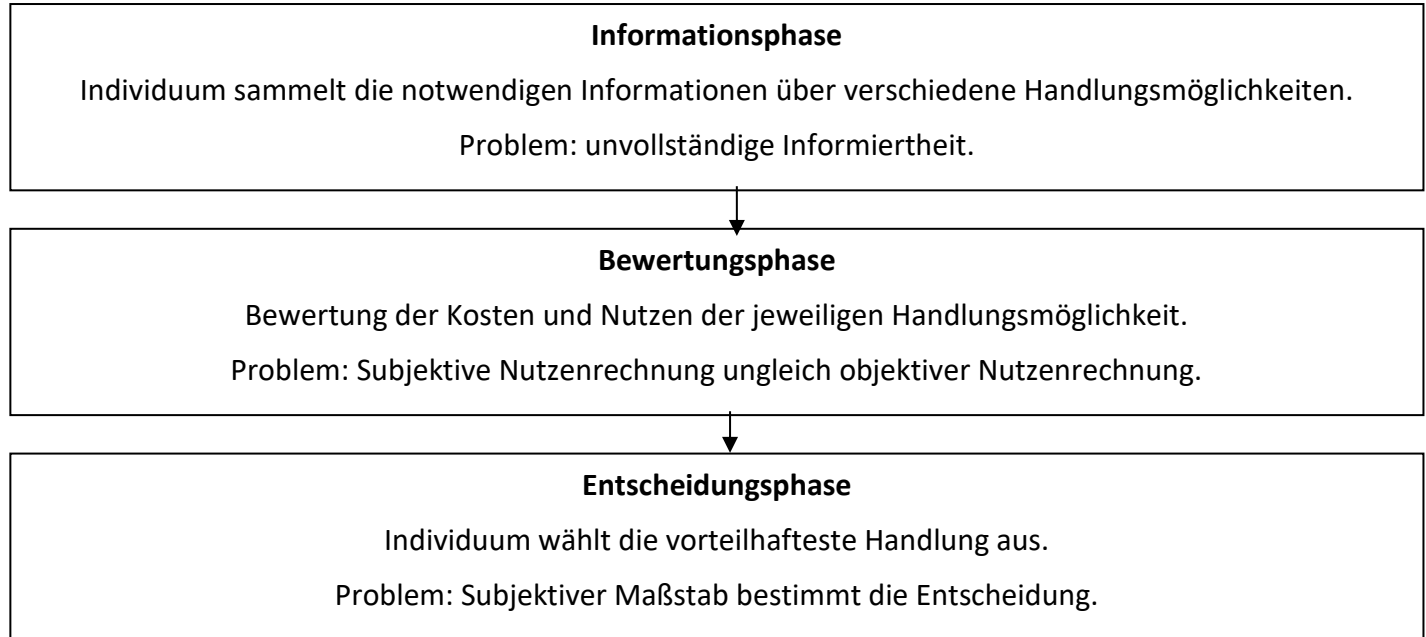 Informationsphase
Individuum sammelt die notwendigen Informationen über verschiedene Handlungsmöglichkeiten.
Problem: unvollständige Informiertheit.
Bewertungsphase
Bewertung der Kosten und Nutzen der jeweiligen Handlungsmöglichkeit.
Problem: Subjektive Nutzenrechnung ungleich objektiver Nutzenrechnung.
Entscheidungsphase
Individuum wählt die vorteilhafteste Handlung aus.
Problem: Subjektiver Maßstab bestimmt die Entscheidung.